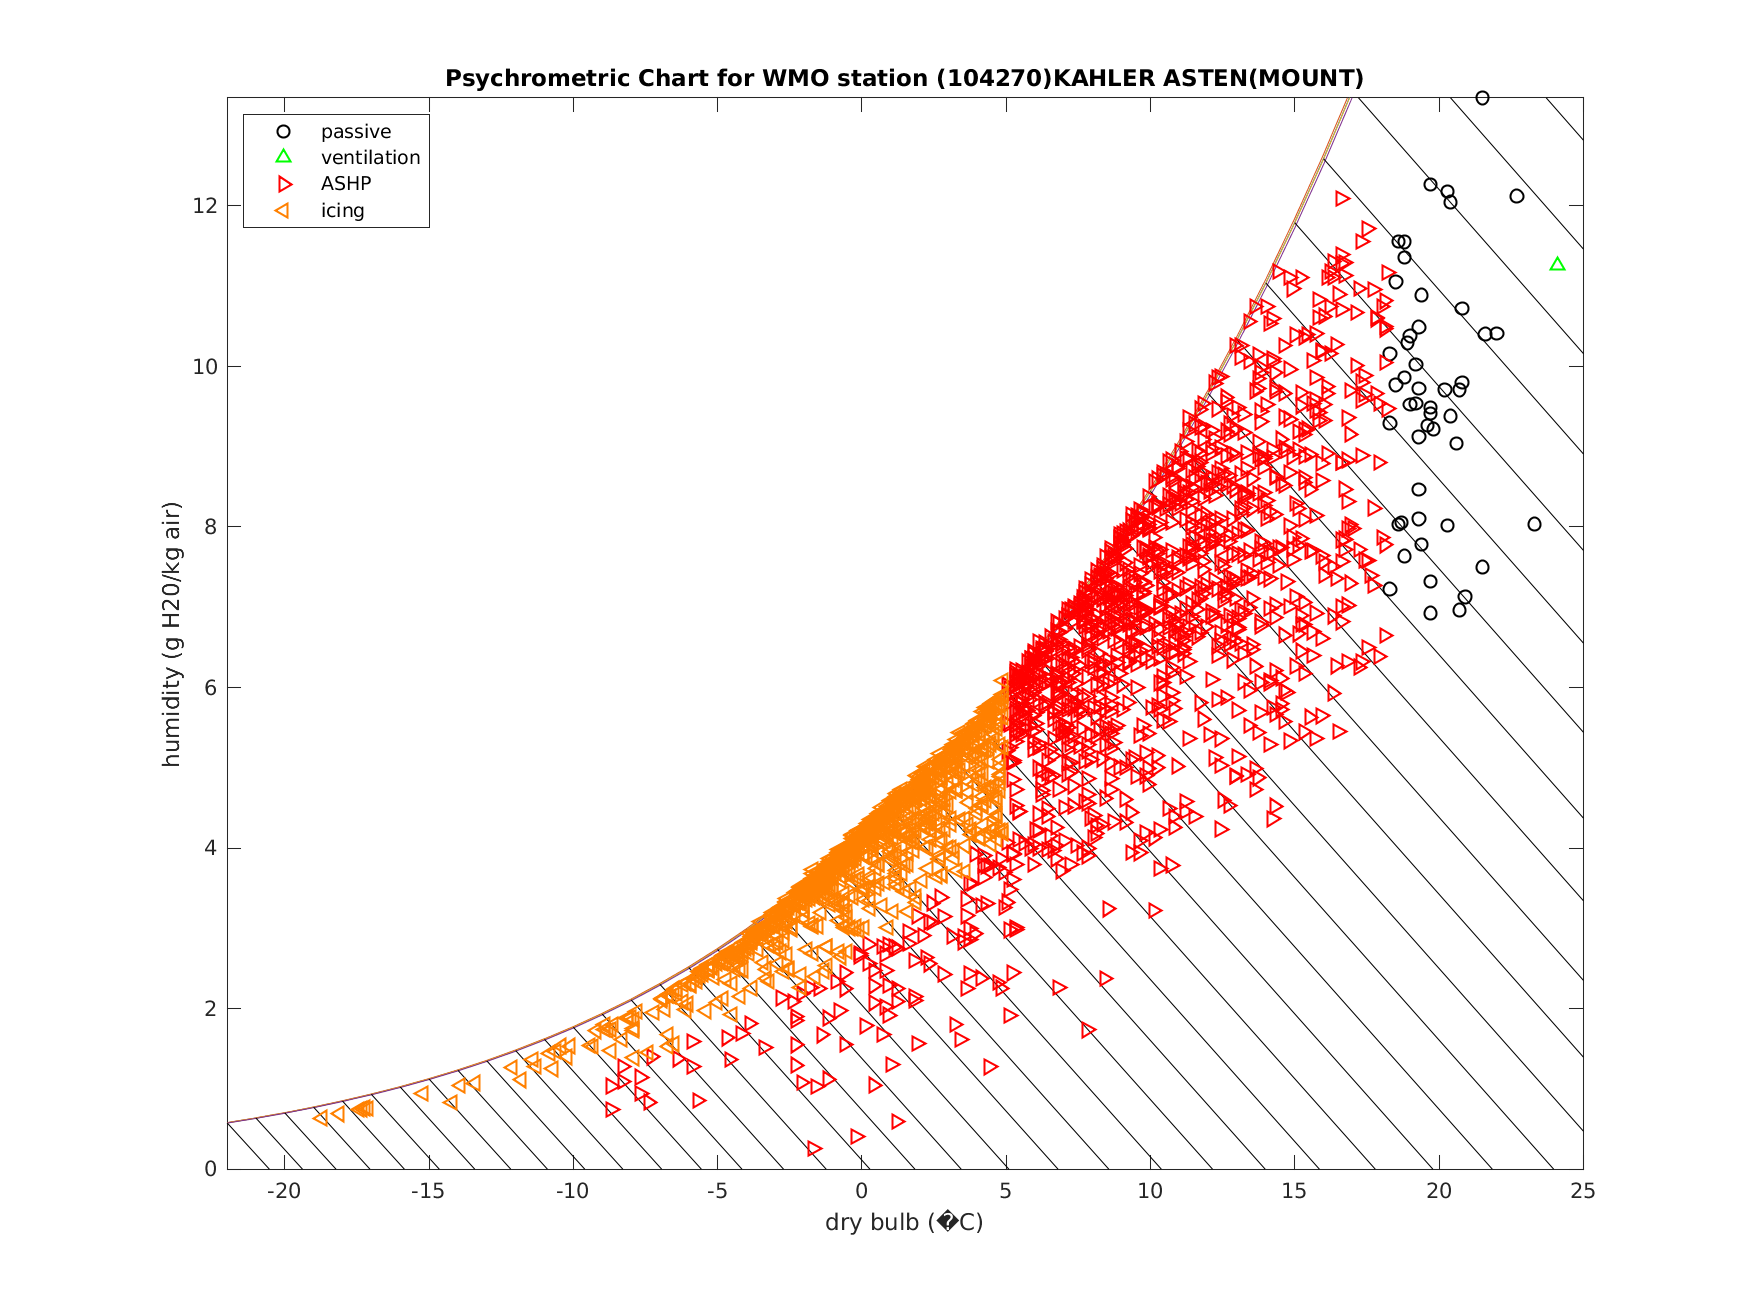 Psychrometric Chart for WMO station (104270)KAHLER ASTEN(MOUNT)
passive
ventilation
ASHP
icing
12
10
8
6
4
2
0
humidity (g H20/kg air)
-20 -15 -10 -5 0 5 10 15 20 25
dry bulb (�C)